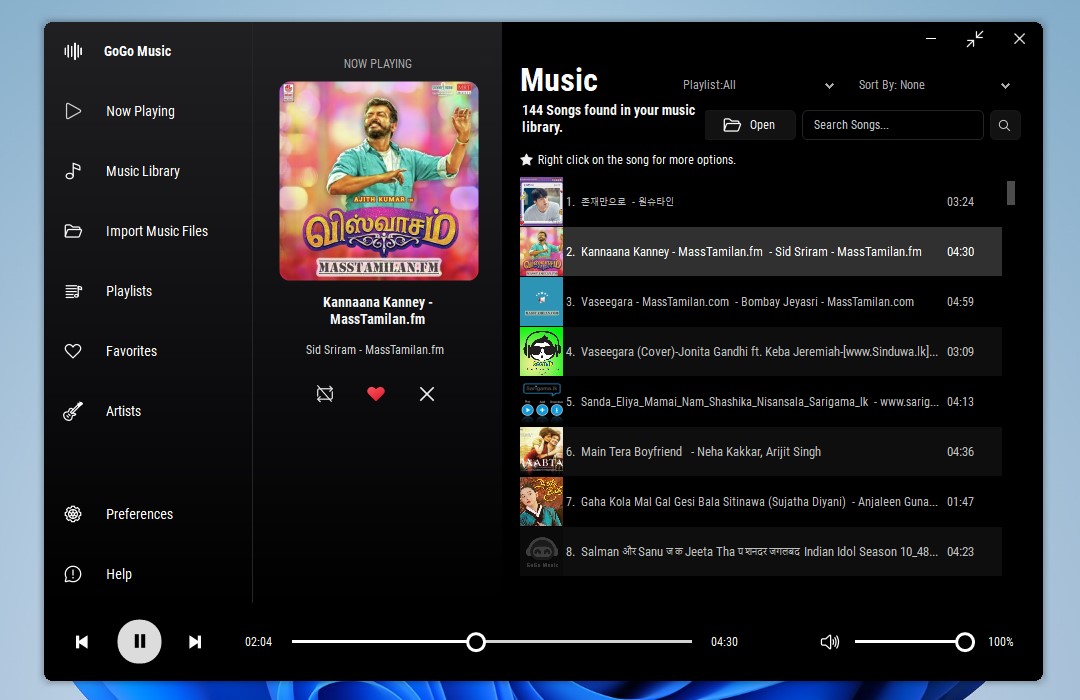 GoGo Music
Now Playing
Music Library
Import Music Files
Playlists
Favorites
Artists
Preferences
Help
NOW PLAYING
AJITH KUMAR in
விஸ்வாசம்
MASSTAMILAN.FM
Kannaana Kanney -
MassTamilan.fm
Sid Sriram - MassTamilan.fm
Music
Playlist:All
Sort By: None
144 Songs found in your music
library.
Open
Search Songs...
Right click on the song for more options.
1. 존재만으로 - 원슈타인 03:24
2. Kannaana Kanney - MassTamilan.fm - Sid Sriram - MassTamilan.fm 04:30
3. Vaseegara - MassTamilan.com - Bombay Jeyasri - MassTamilan.com 04:59
4. Vaseegara (Cover)-Jonita Gandhi ft. Keba Jeremiah-[www.Sinduwa.lk]... 03:09
5. Sanda_Eliya_Mamai_Nam_Shashika_Nisansala_Sarigama_lk - www.sarig... 04:13
6. Main Tera Boyfriend - Neha Kakkar, Arijit Singh 04:36
7. Gaha Kola Mal Gal Gesi Bala Sitinawa (Sujatha Diyani) - Anjaleen Guna... 01:47
GoGo Music
8. Salman और Sanu ज क Jeeta Tha Indian Idol Season 10_48... 04:23
02:04
04:30
100%